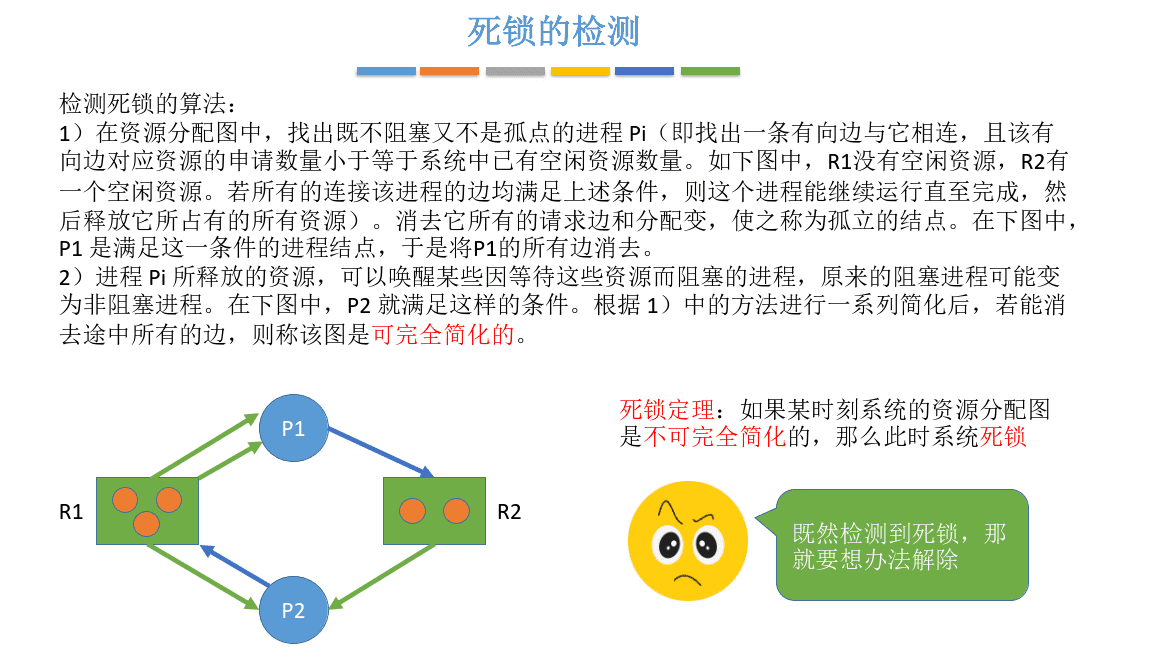 死锁的检测
检测死锁的算法：
1）在资源分配图中，找出既不阻塞又不是孤点的进程 Pi（即找出一条有向边与它相连，且该有
向边对应资源的申请数量小于等于系统中已有空闲资源数量。如下图中，R1没有空闲资源，R2有
一个空闲资源。若所有的连接该进程的边均满足上述条件，则这个进程能继续运行直至完成，然
后释放它所占有的所有资源）。消去它所有的请求边和分配变，使之称为孤立的结点。在下图中，
P1 是满足这一条件的进程结点，于是将P1的所有边消去。
2）进程 Pi 所释放的资源，可以唤醒某些因等待这些资源而阻塞的进程，原来的阻塞进程可能变
为非阻塞进程。在下图中，P2 就满足这样的条件。根据 1）中的方法进行一系列简化后，若能消
去途中所有的边，则称该图是可完全简化的。
死锁定理：如果某时刻系统的资源分配图
是不可完全简化的，那么此时系统死锁
P1
R1
R2
P2
既然检测到死锁，那
就要想办法解除